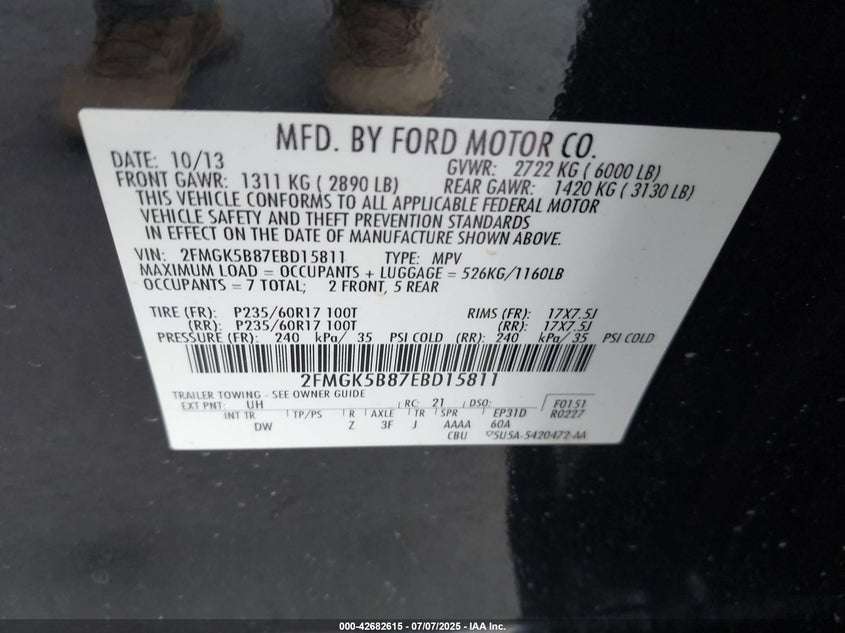 MFD. BY FORD MOTOR CO.
DATE: 10/13 GVWR: 2722 KG ( 6000 LB)
FRONT GAWR: 1311 KG ( 2890 LB) REAR GAWR: 1420 KG ( 3130 LB)
THIS VEHICLE CONFORMS TO ALL APPLICABLE FEDERAL MOTOR
VEHICLE SAFETY AND THEFT PREVENTION STANDARDS
IN EFFECT ON THE DATE OF MANUFACTURE SHOWN ABOVE.
VIN: 2FMGK5B87EBD15811 TYPE: MPV
MAXIMUM LOAD = OCCUPANTS + LUGGAGE = 526KG/1160LB
OCCUPANTS = 7 TOTAL; 2 FRONT, 5 REAR
TIRE (FR): P235/60R17 100T RIMS (FR): 17X7.5J
(RR): P235/60R17 100T (RR): 17X7.5J
PRESSURE (FR): 240 kPa/ 35 PSI COLD (RR): 240 kPa/ 35 PSI COLD
2FMGK5B87EBD15811
TRAILER TOWING - SEE OWNER GUIDE
EXT PNT: UH RC: 21 DSO: F0151
INT TR TP/PS R AXLE TR SPR EP31D R0227
DW Z 3F J AAAA 60A
CBU 5U5A-5420472-AA
000-42682615 - 07/07/2025 - IAA Inc.